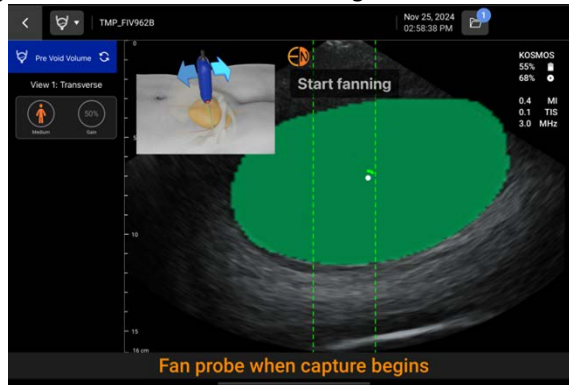 TMP_FIV962B
Nov 25, 2024
02:58:38 PM
1
Pre Void Volume
View 1: Transverse
Medium
50%
Gain
EN
Start fanning
KOSMOS
55%
68%
0.4 MI
0.1 TIS
3.0 MHz
0
5
10
15
16 cm
Fan probe when capture begins